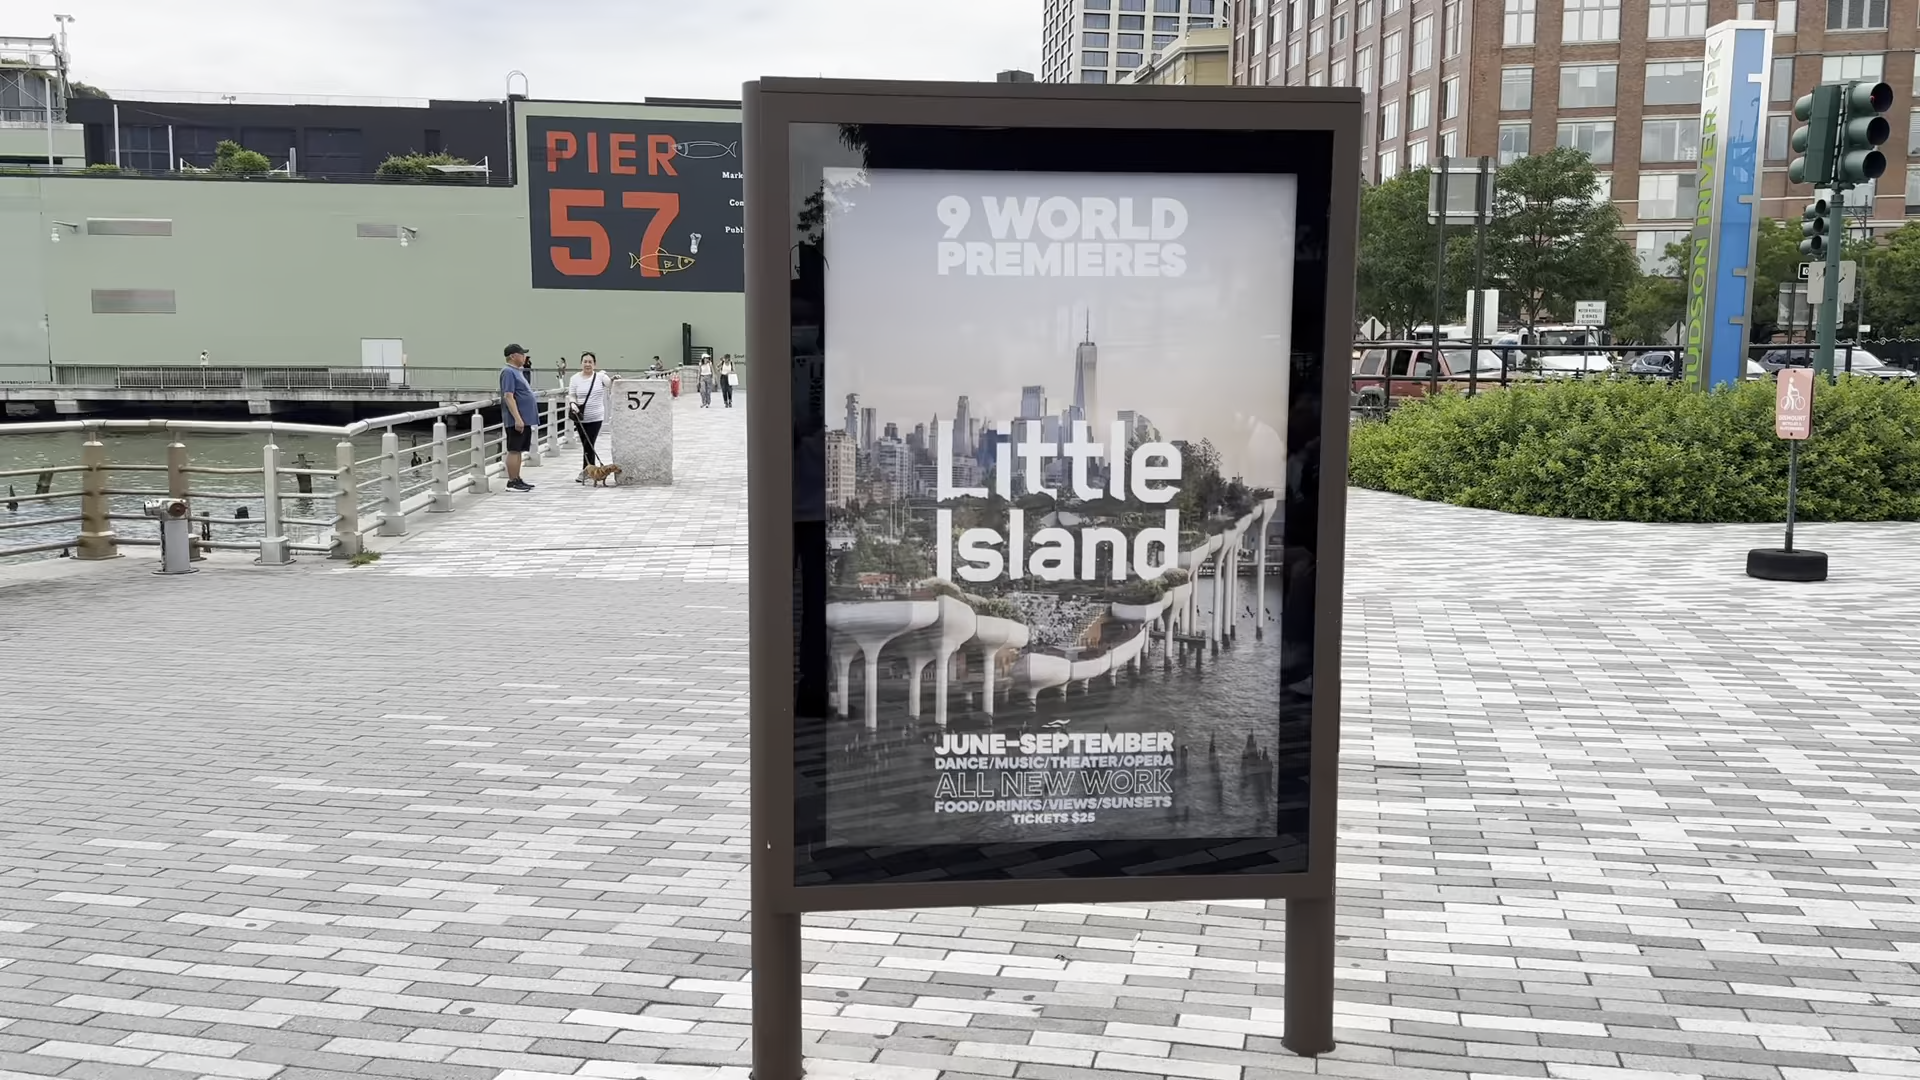 PIER
57
57
9 WORLD
PREMIERES
Little
Island
JUNE–SEPTEMBER
DANCE/MUSIC/THEATER/OPERA
ALL NEW WORK
FOOD/DRINKS/VIEWS/SUNSETS
TICKETS $25
HUDSON RIVER PK
DISMOUNT